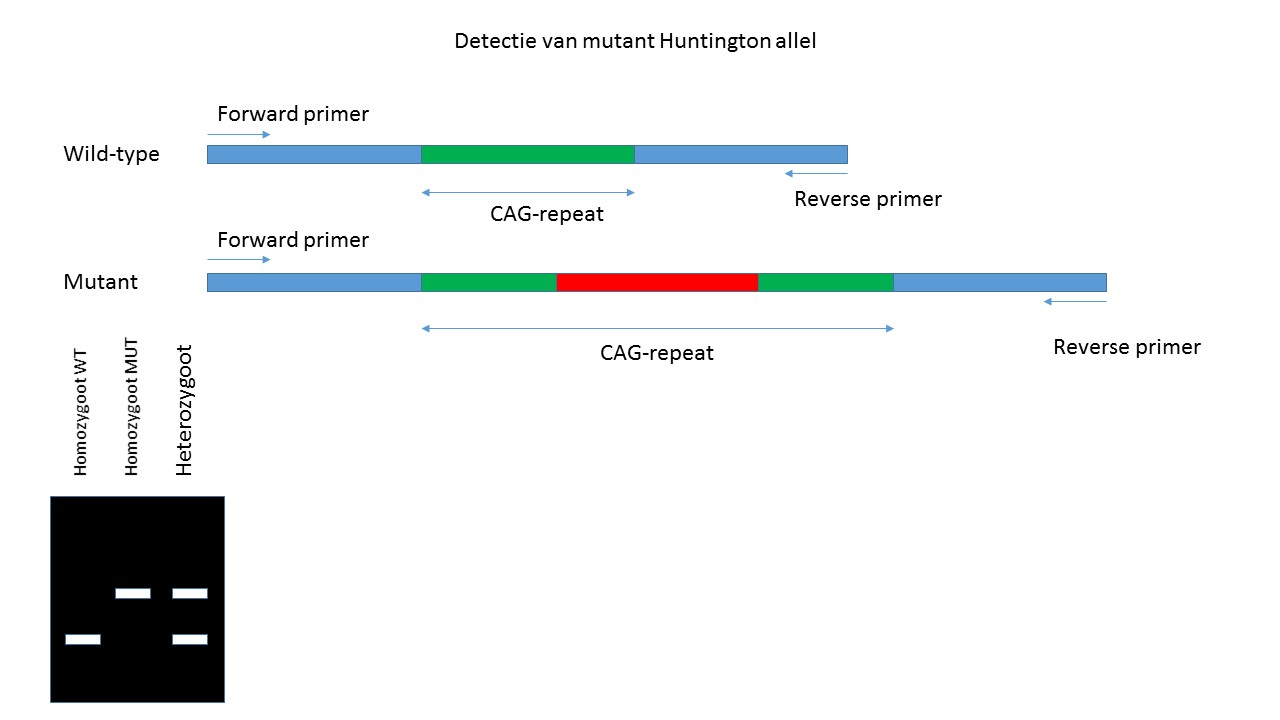 Detectie van mutant Huntington allel
Forward primer
Wild-type
Reverse primer
CAG-repeat
Forward primer
Mutant
Reverse primer
CAG-repeat
Homozygoot WT
Homozygoot MUT
Heterozygoot